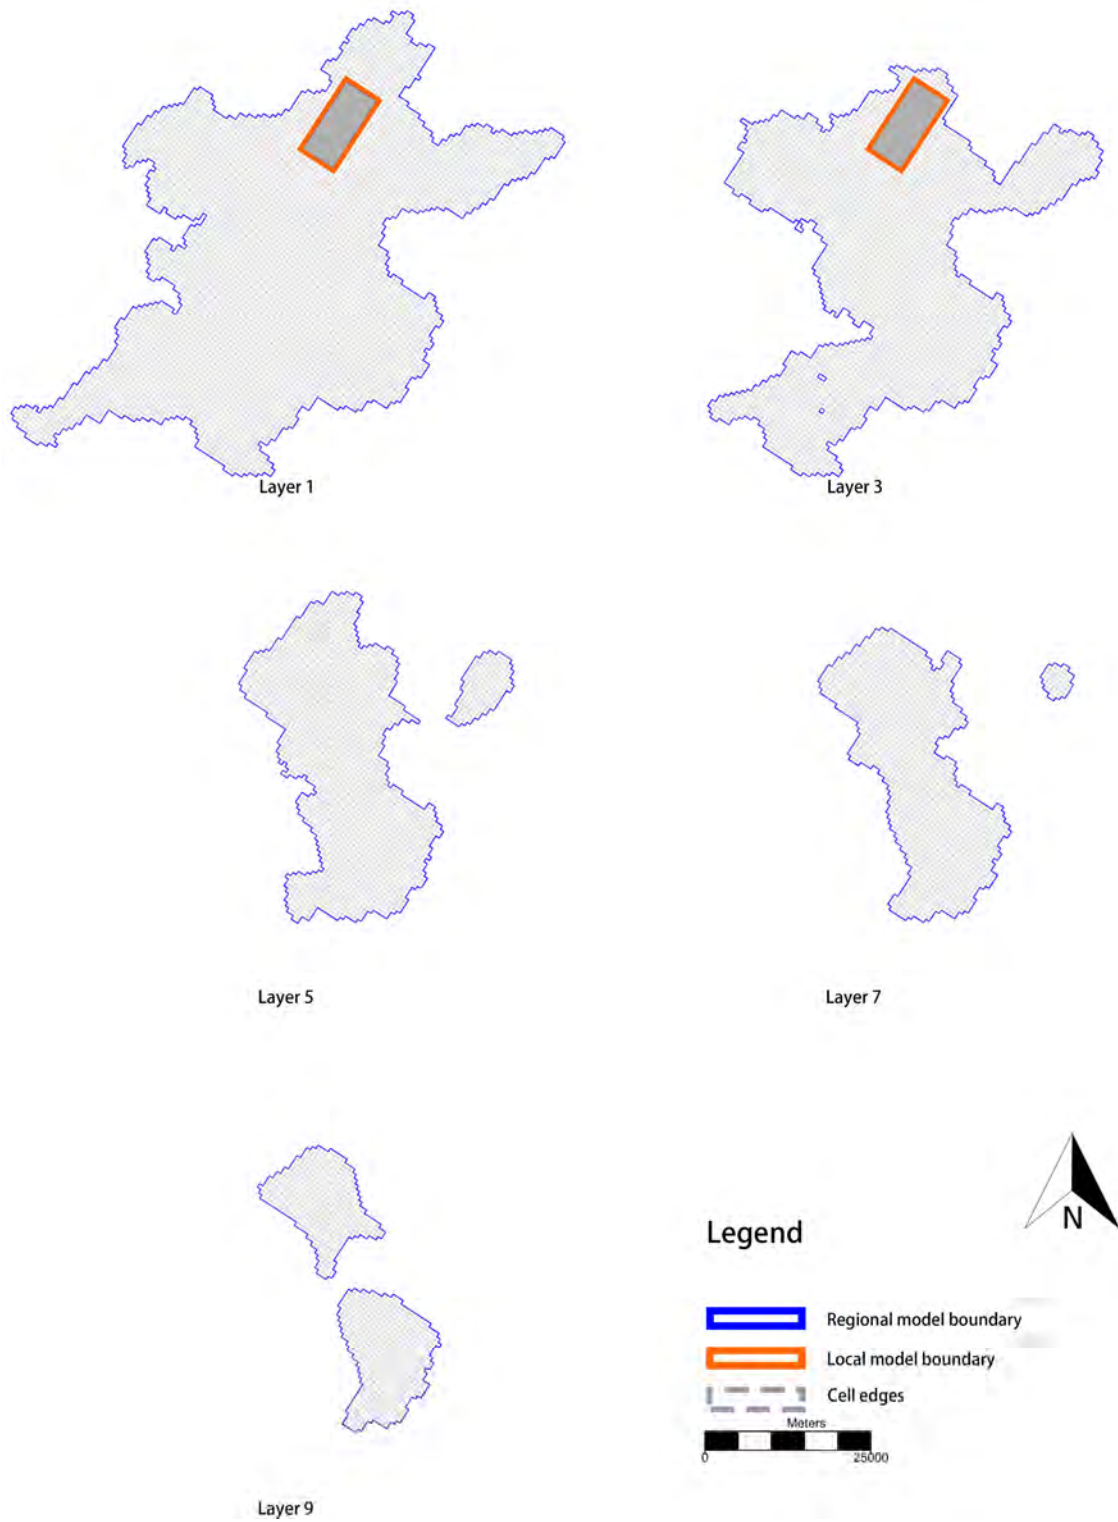 Layer 1
Layer 3
Layer 5
Layer 7
Layer 9
N
Legend
Regional model boundary
Local model boundary
Cell edges
Meters
0 25000